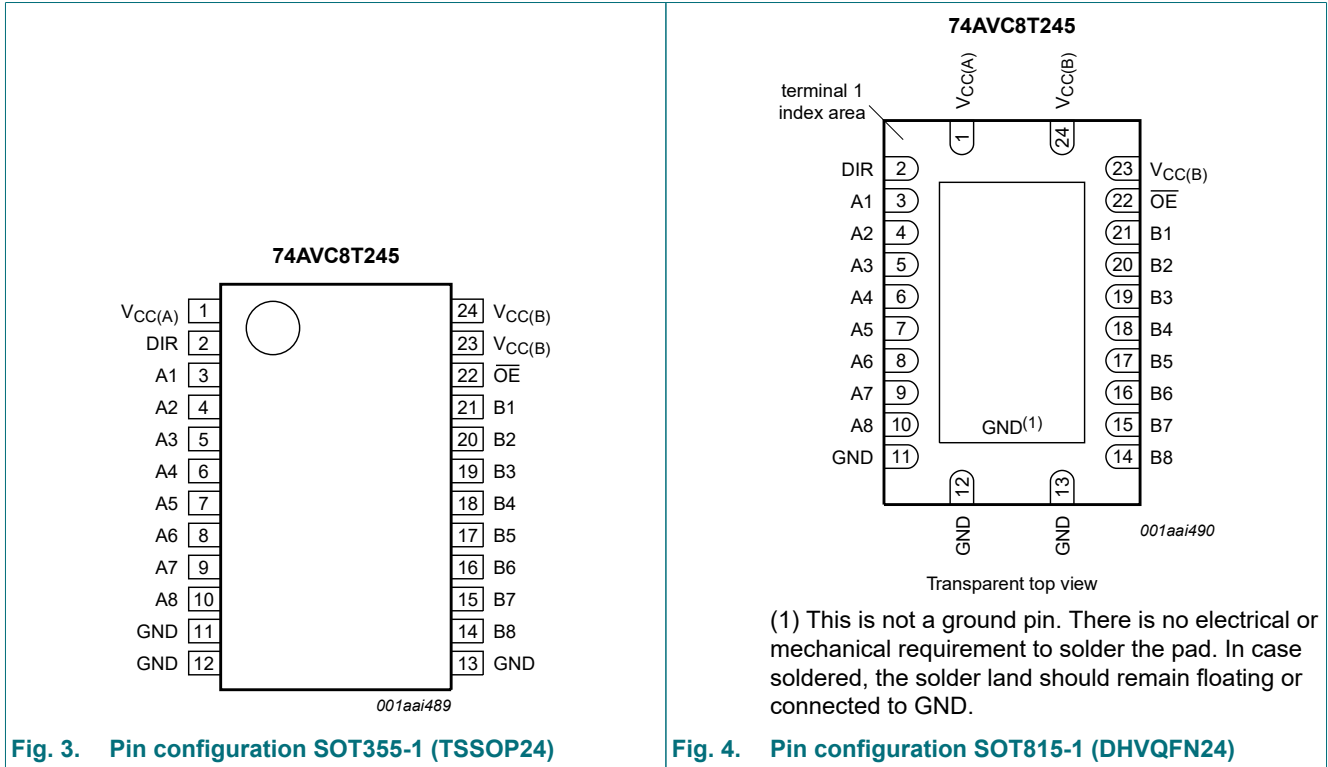 74AVC8T245
VCC(A) 1
DIR 2
A1 3
A2 4
A3 5
A4 6
A5 7
A6 8
A7 9
A8 10
GND 11
GND 12
24 VCC(B)
23 VCC(B)
22 O̅E̅
21 B1
20 B2
19 B3
18 B4
17 B5
16 B6
15 B7
14 B8
13 GND
001aai489
Fig. 3. Pin configuration SOT355-1 (TSSOP24)
74AVC8T245
terminal 1
index area
VCC(A)
VCC(B)
1
24
DIR 2
A1 3
A2 4
A3 5
A4 6
A5 7
A6 8
A7 9
A8 10
GND 11
23 VCC(B)
22 O̅E̅
21 B1
20 B2
19 B3
18 B4
17 B5
16 B6
15 B7
14 B8
GND(1)
12
13
GND
GND
001aai490
Transparent top view
(1) This is not a ground pin. There is no electrical or
mechanical requirement to solder the pad. In case
soldered, the solder land should remain floating or
connected to GND.
Fig. 4. Pin configuration SOT815-1 (DHVQFN24)